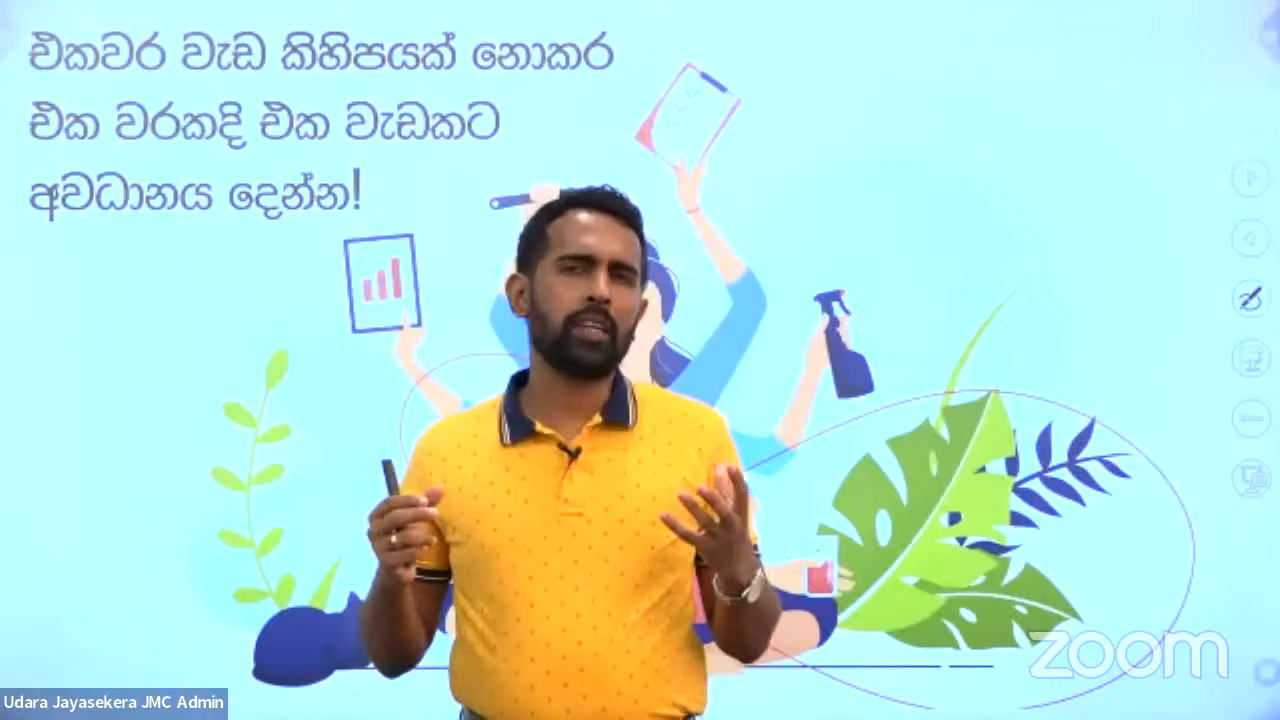 එකවර වැඩ කිහිපයක් නොකර
එක වරකදි එක වැඩකට
අවධානය දෙන්න!
zoom
Udara Jayasekera JMC Admin